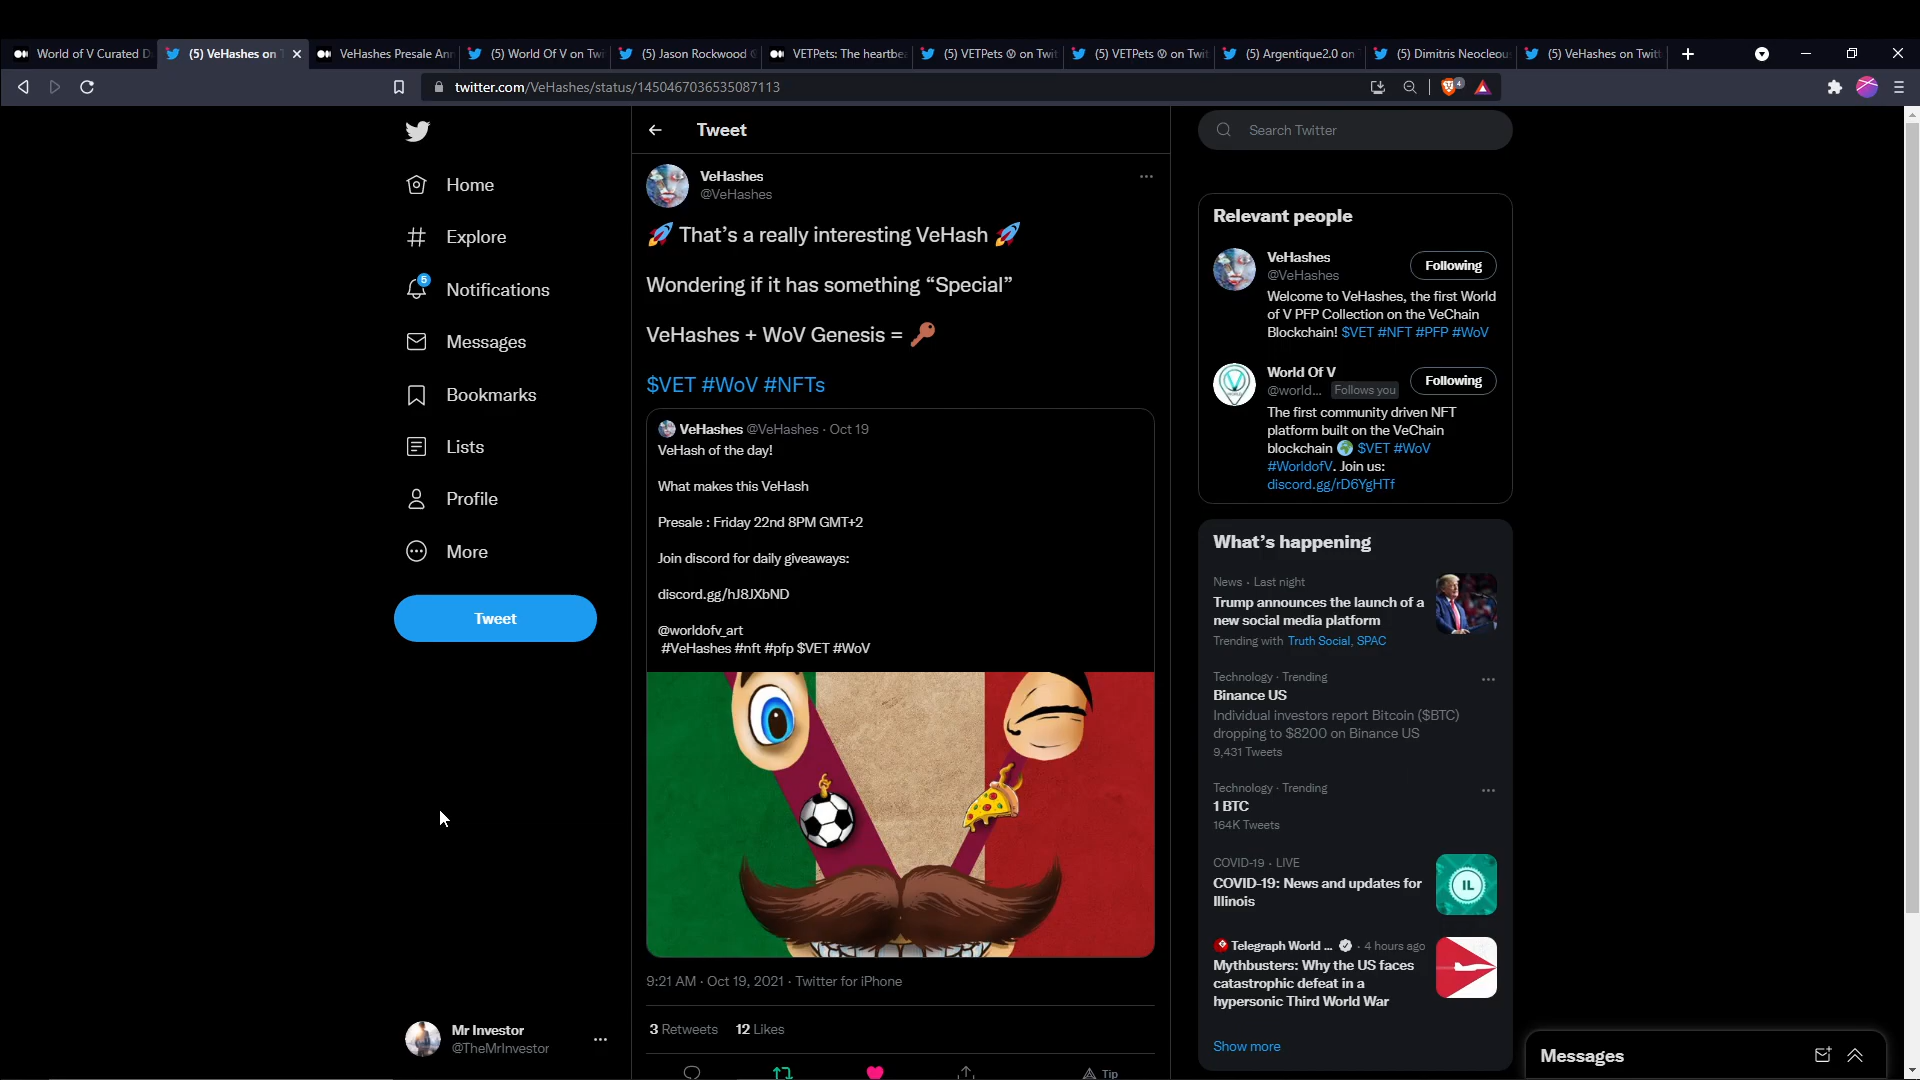 World of V Curated D
(5) VeHashes on T
VeHashes Presale Ann
(5) World Of V on Twi
(5) Jason Rockwood
VETPets: The heartbe
(5) VETPets Ⓥ on Twit
(5) VETPets Ⓥ on Twi
(5) Argentique2.0 on
(5) Dimitris Neocleou
(5) VeHashes on Twitt
twitter.com/VeHashes/status/1450467036535087113
4
Home
Explore
5
Notifications
Messages
Bookmarks
Lists
Profile
More
Tweet
Mr Investor
@TheMrInvestor
Tweet
VeHashes
@VeHashes
🚀 That’s a really interesting VeHash 🚀
Wondering if it has something “Special”
VeHashes + WoV Genesis = 🔑
$VET #WoV #NFTs
VeHashes @VeHashes · Oct 19
VeHash of the day!
What makes this VeHash
Presale : Friday 22nd 8PM GMT+2
Join discord for daily giveaways:
discord.gg/hJ8JXbND
@worldofv_art
#VeHashes #nft #pfp $VET #WoV
9:21 AM · Oct 19, 2021 · Twitter for iPhone
3 Retweets 12 Likes
Tip
Search Twitter
Relevant people
VeHashes
@VeHashes
Following
Welcome to VeHashes, the first World
of V PFP Collection on the VeChain
Blockchain! $VET #NFT #PFP #WoV
World Of V
@world... Follows you
Following
The first community driven NFT
platform built on the VeChain
blockchain 🌍 $VET #WoV
#WorldofV. Join us:
discord.gg/rD6YgHTf
What’s happening
News · Last night
Trump announces the launch of a
new social media platform
Trending with Truth Social, SPAC
Technology · Trending
Binance US
Individual investors report Bitcoin ($BTC)
dropping to $8200 on Binance US
9,431 Tweets
Technology · Trending
1 BTC
164K Tweets
COVID-19 · LIVE
COVID-19: News and updates for
Illinois
IL
Telegraph World ... · 4 hours ago
Mythbusters: Why the US faces
catastrophic defeat in a
hypersonic Third World War
Show more
Messages